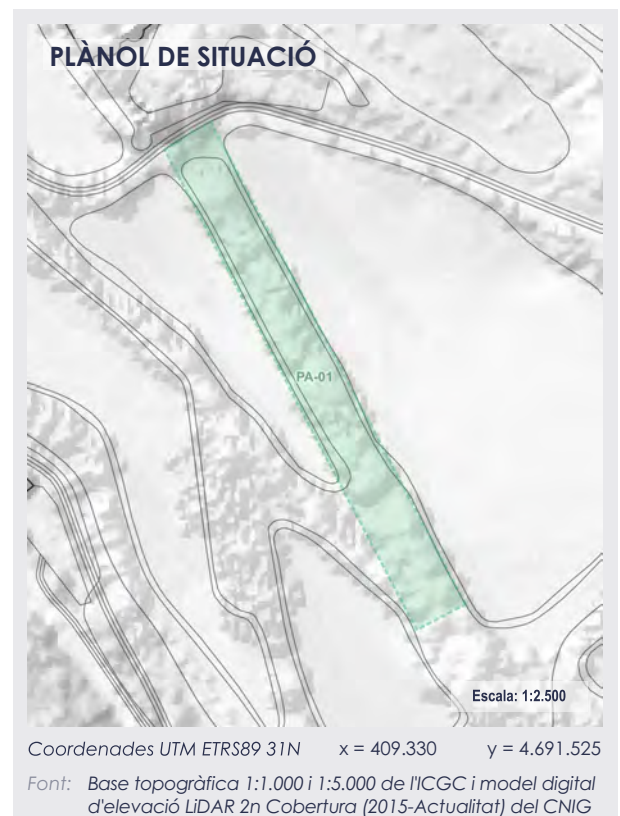 PLÀNOL DE SITUACIÓ
PA-01
Escala: 1:2.500
Coordenades UTM ETRS89 31N x = 409.330 y = 4.691.525
Font: Base topogràfica 1:1.000 i 1:5.000 de l'ICGC i model digital
d'elevació LiDAR 2n Cobertura (2015-Actualitat) del CNIG